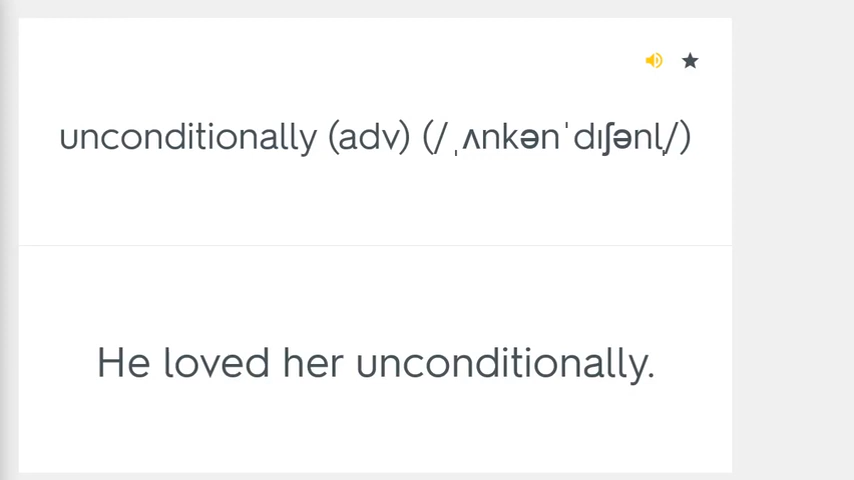 unconditionally (adv) (/ˌʌnkənˈdɪʃənl̩/)
He loved her unconditionally.